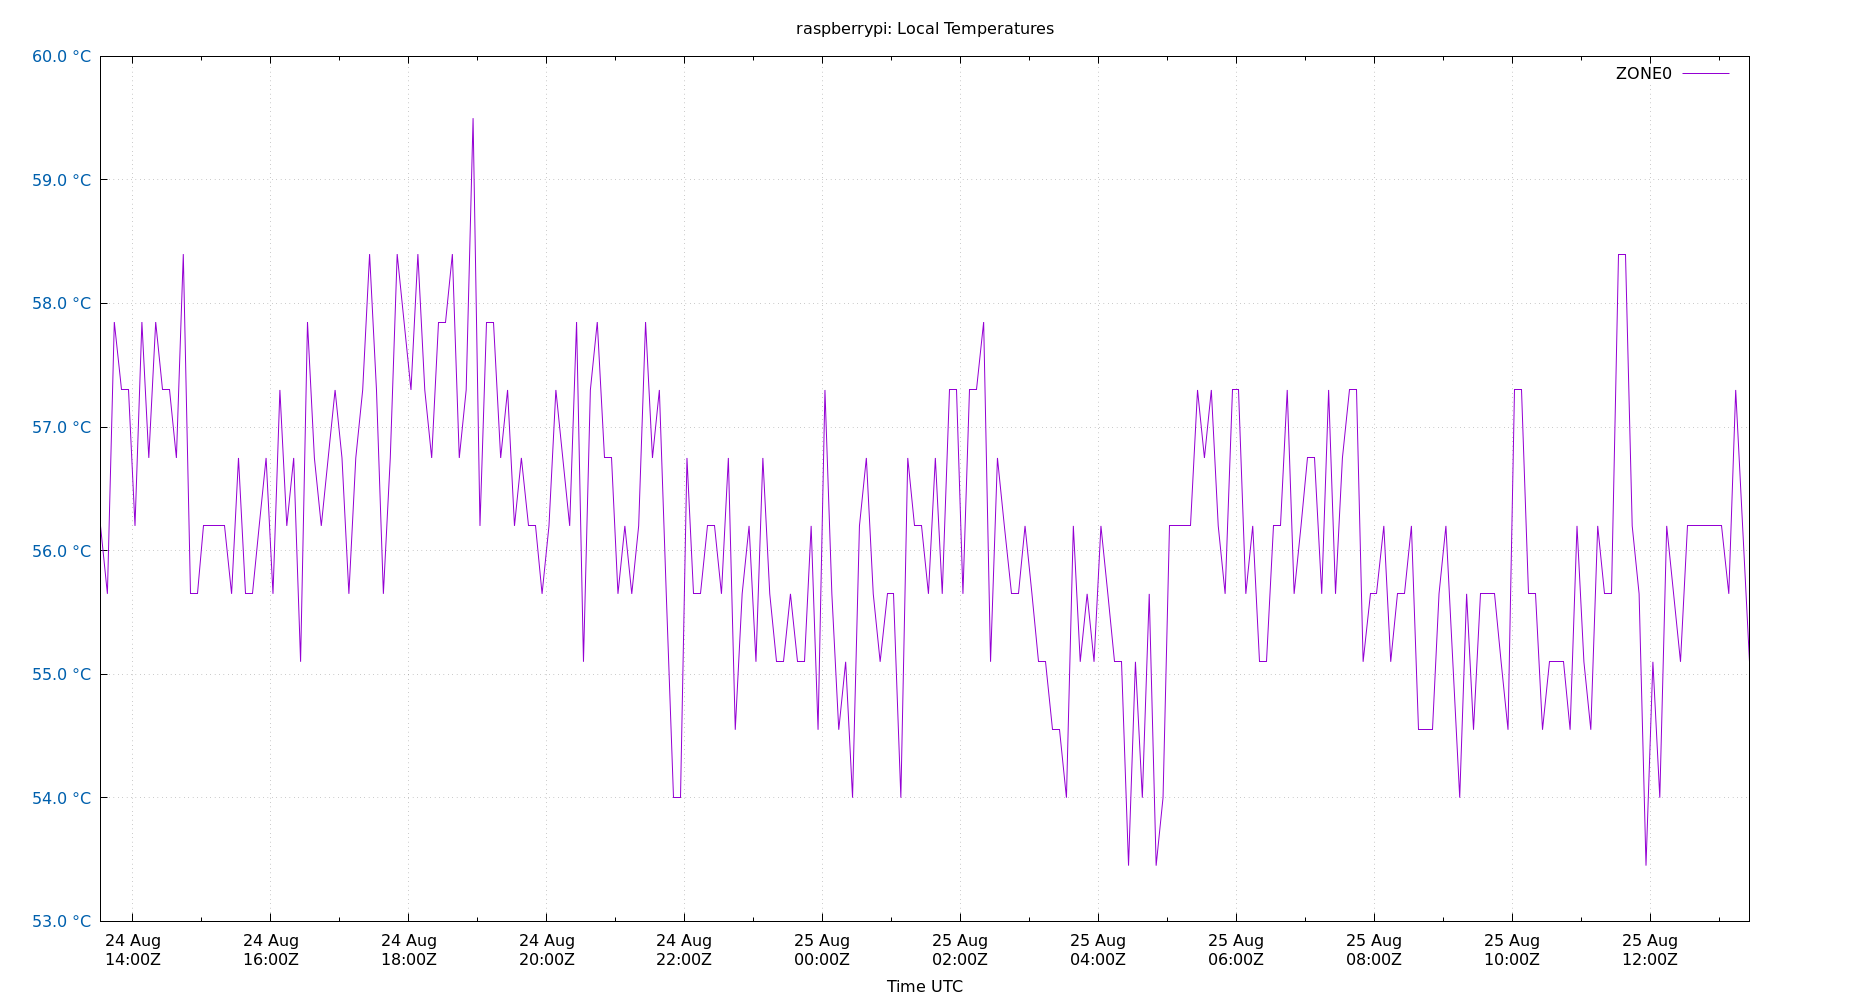 raspberrypi: Local Temperatures
60.0 °C
59.0 °C
58.0 °C
57.0 °C
56.0 °C
55.0 °C
54.0 °C
53.0 °C
ZONE0
24 Aug 24 Aug 24 Aug 24 Aug 24 Aug 25 Aug 25 Aug 25 Aug 25 Aug 25 Aug 25 Aug 25 Aug
14:00Z 16:00Z 18:00Z 20:00Z 22:00Z 00:00Z 02:00Z 04:00Z 06:00Z 08:00Z 10:00Z 12:00Z
Time UTC